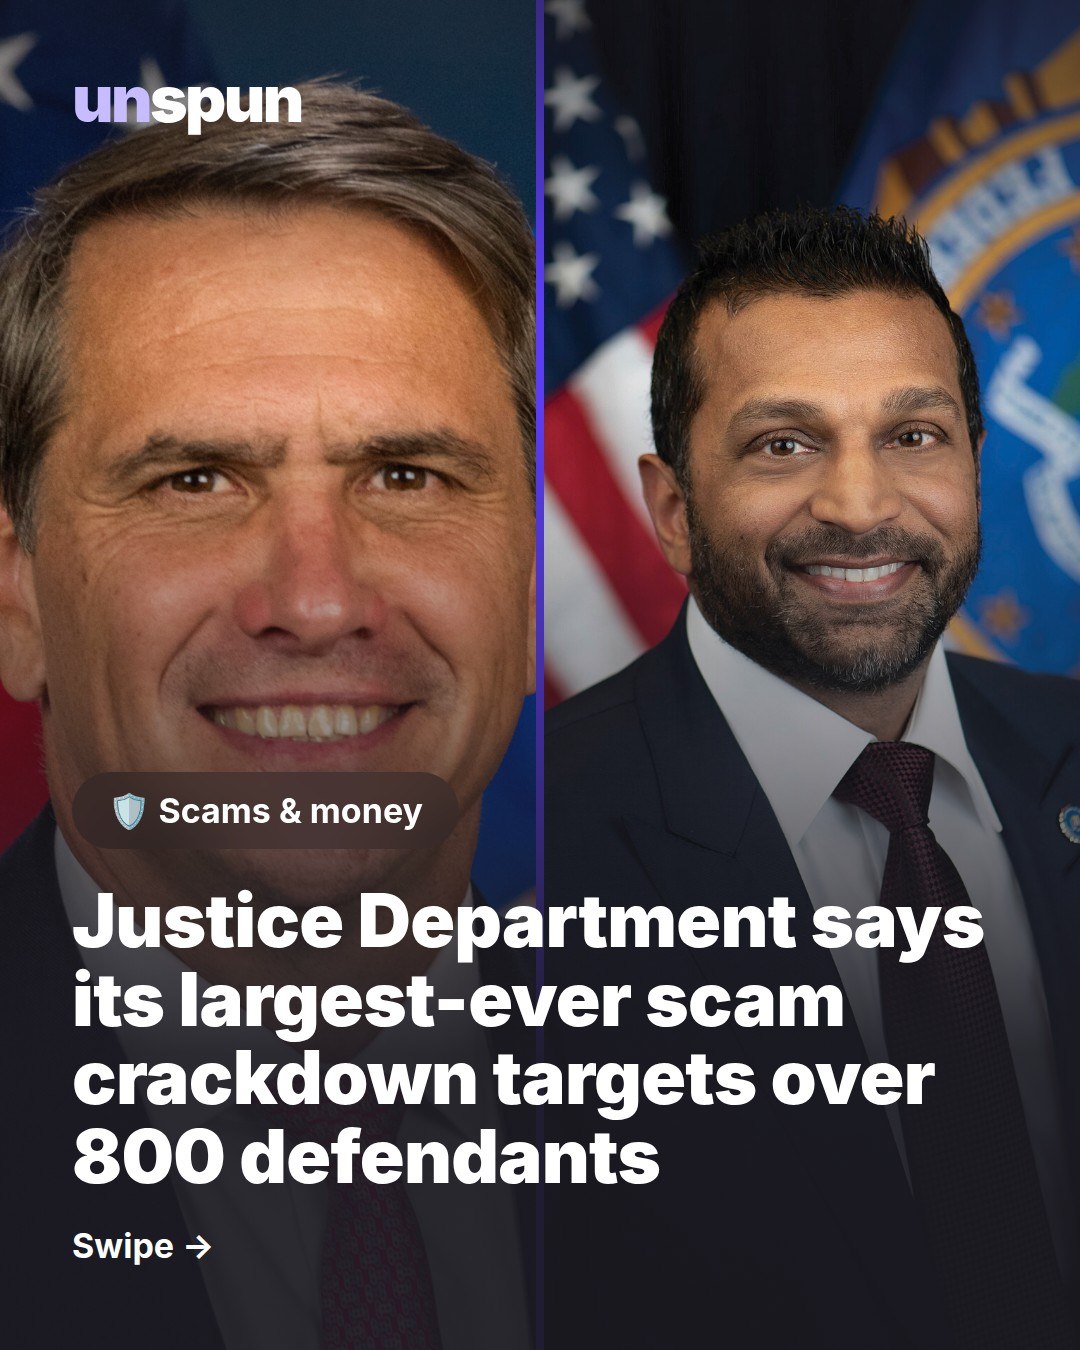 unspun
🛡️ Scams & money
Justice Department says
its largest-ever scam
crackdown targets over
800 defendants
Swipe →